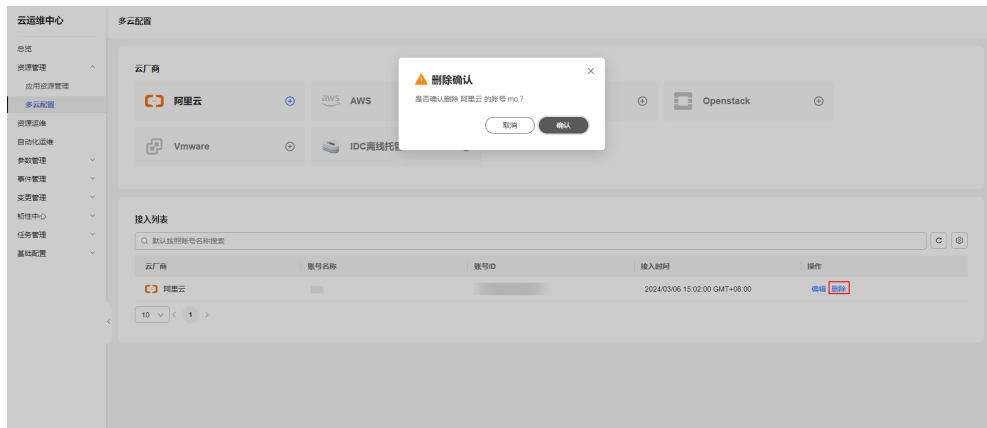 云运维中心
多云配置
总览
资源管理
应用资源管理
多云配置
资源运维
自动化运维
参数管理
事件管理
变更管理
韧性中心
任务管理
基础配置
云厂商
阿里云
aws AWS
Openstack
Vmware
IDC离线托管
删除确认
是否确认删除 阿里云 的账号 mo ?
取消 确认
接入列表
默认按照账号名称搜索
云厂商 账号名称 账号ID 接入时间 操作
阿里云 2024/03/06 15:02:00 GMT+08:00 编辑 删除
10 1